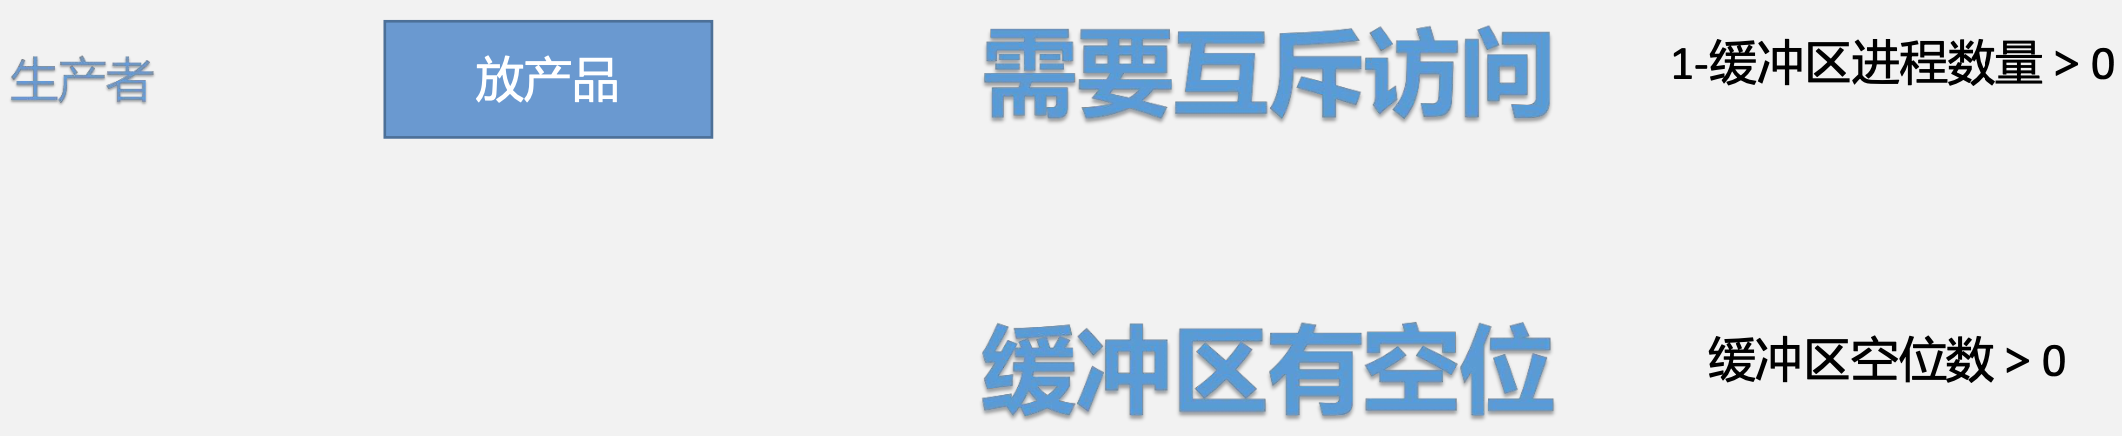 生产者
放产品
需要互斥访问
1-缓冲区进程数量 > 0
缓冲区有空位
缓冲区空位数 > 0